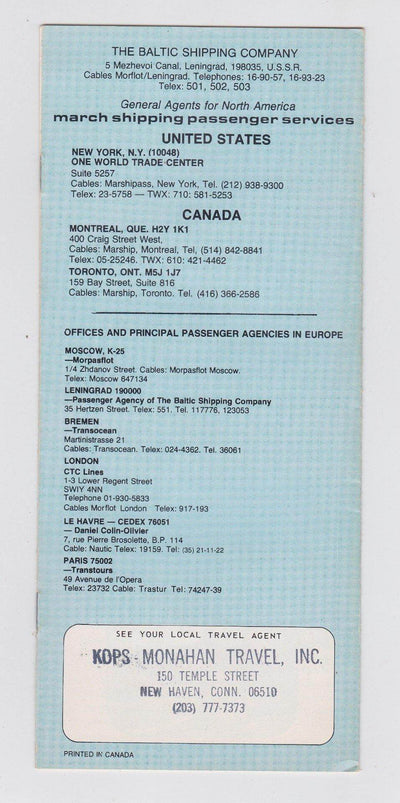 THE BALTIC SHIPPING COMPANY
5 Mezhevoi Canal, Leningrad, 198035, U.S.S.R.
Cables Morflot/Leningrad. Telephones: 16-90-57, 16-93-23
Telex: 501, 502, 503
General Agents for North America
march shipping passenger services
UNITED STATES
NEW YORK, N.Y. (10048)
ONE WORLD TRADE CENTER
Suite 5257
Cables: Marshipass, New York, Tel. (212) 938-9300
Telex: 23-5758 — TWX: 710: 581-5253
CANADA
MONTREAL, QUE. H2Y 1K1
400 Craig Street West,
Cables: Marship, Montreal, Tel, (514) 842-8841
Telex: 05-25246. TWX: 610: 421-4462
TORONTO, ONT. M5J 1J7
159 Bay Street, Suite 816
Cables: Marship, Toronto. Tel. (416) 366-2586
OFFICES AND PRINCIPAL PASSENGER AGENCIES IN EUROPE
MOSCOW, K-25
—Morpasflot
1/4 Zhdanov Street. Cables: Morpasflot Moscow.
Telex: Moscow 647134
LENINGRAD 190000
—Passenger Agency of The Baltic Shipping Company
35 Hertzen Street. Telex: 551. Tel. 117776, 123053
BREMEN
—Transocean
Martinistrasse 21
Cables: Transocean. Telex: 024-4362. Tel. 36061
LONDON
CTC Lines
1-3 Lower Regent Street
SWIY 4NN
Telephone 01-930-5833
Cables Morflot London Telex: 917-193
LE HAVRE — CEDEX 76051
— Daniel Colin-Olivier
7, rue Pierre Brosolette, B.P. 114
Cable: Nautic Telex: 19159. Tel: (35) 21-11-22
PARIS 75002
—Transtours
49 Avenue de l'Opera
Telex: 23732 Cable: Trastur Tel: 74247-39
SEE YOUR LOCAL TRAVEL AGENT
KOPS - MONAHAN TRAVEL, INC.
150 TEMPLE STREET
NEW HAVEN, CONN. 06510
(203) 777-7373
PRINTED IN CANADA